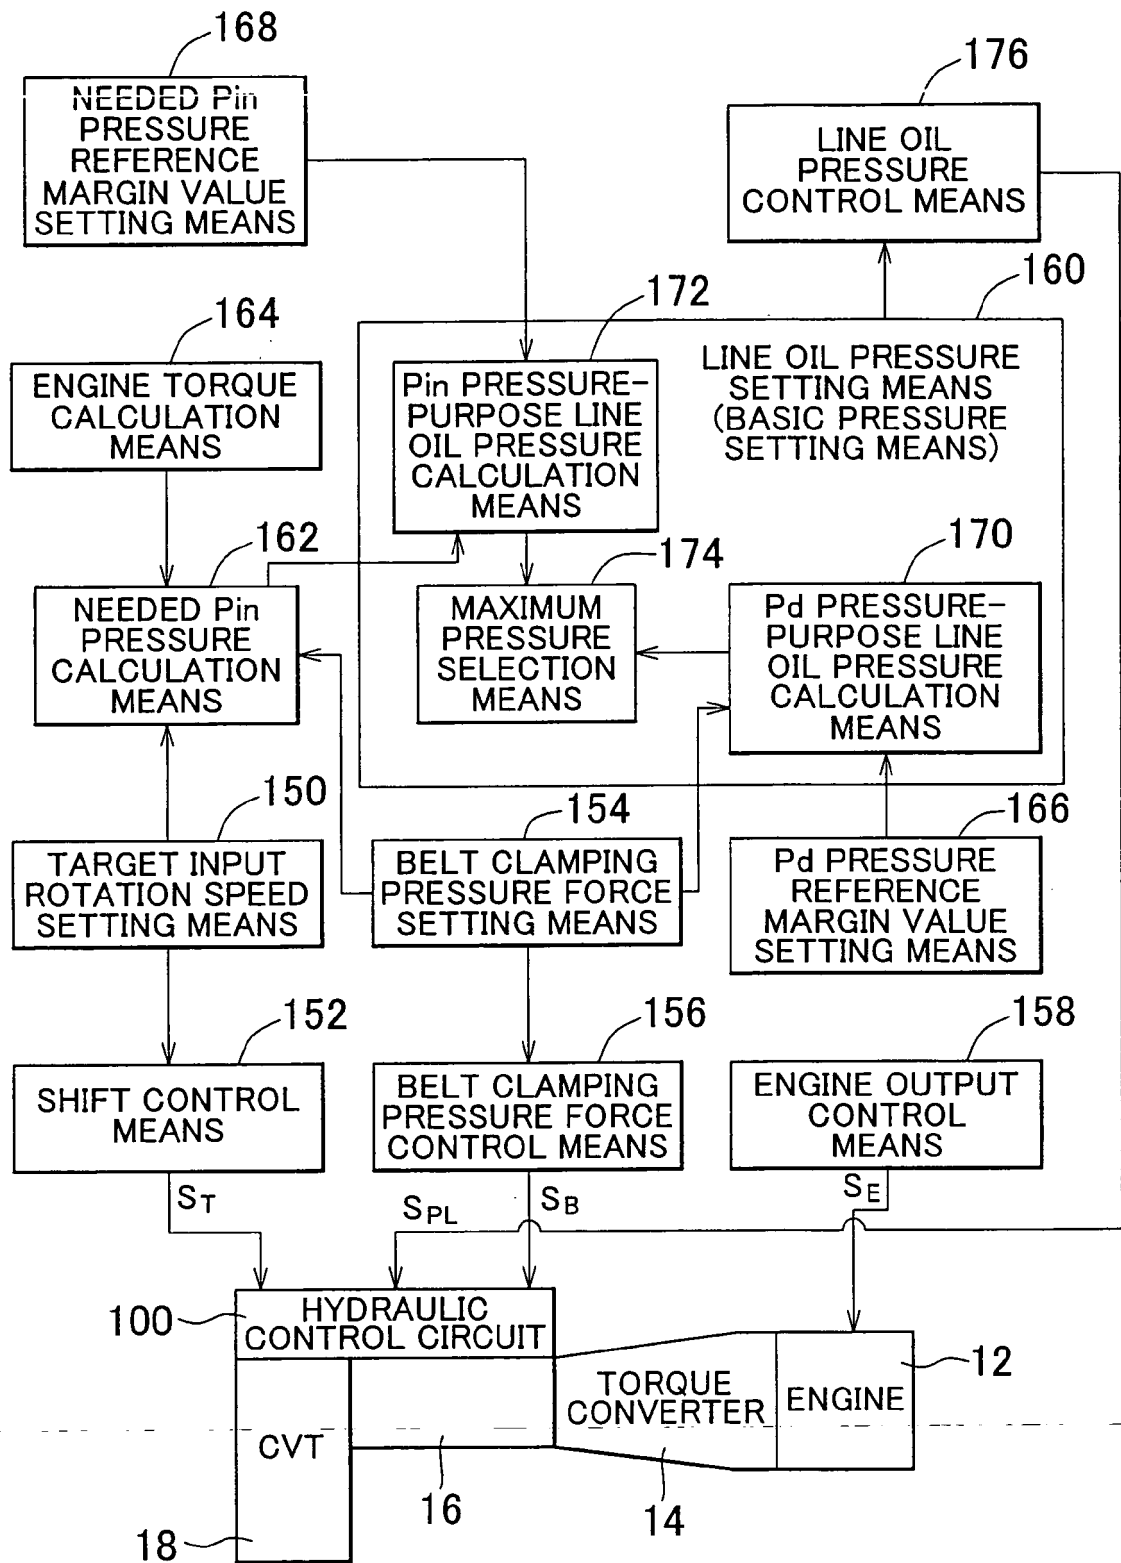 168
NEEDED Pin
PRESSURE
REFERENCE
MARGIN VALUE
SETTING MEANS
176
LINE OIL
PRESSURE
CONTROL MEANS
160
LINE OIL PRESSURE
SETTING MEANS
(BASIC PRESSURE
SETTING MEANS)
172
Pin PRESSURE-
PURPOSE LINE
OIL PRESSURE
CALCULATION
MEANS
164
ENGINE TORQUE
CALCULATION
MEANS
162
NEEDED Pin
PRESSURE
CALCULATION
MEANS
174
MAXIMUM
PRESSURE
SELECTION
MEANS
170
Pd PRESSURE-
PURPOSE LINE
OIL PRESSURE
CALCULATION
MEANS
150
TARGET INPUT
ROTATION SPEED
SETTING MEANS
154
BELT CLAMPING
PRESSURE FORCE
SETTING MEANS
166
Pd PRESSURE
REFERENCE
MARGIN VALUE
SETTING MEANS
152
SHIFT CONTROL
MEANS
156
BELT CLAMPING
PRESSURE FORCE
CONTROL MEANS
158
ENGINE OUTPUT
CONTROL
MEANS
ST
SPL
SB
SE
100
HYDRAULIC
CONTROL CIRCUIT
CVT
TORQUE
CONVERTER
ENGINE
12
16
14
18